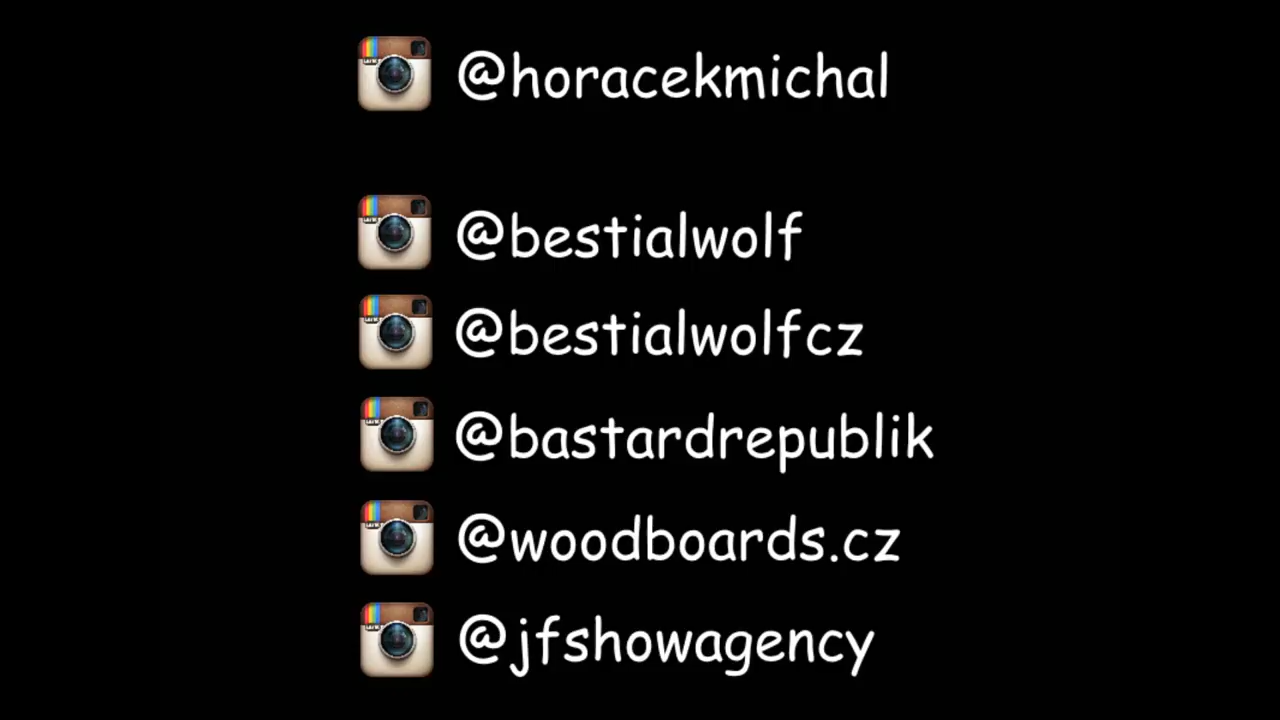 @horacekmichal
@bestialwolf
@bestialwolfcz
@bastardrepublik
@woodboards.cz
@jfshowagency